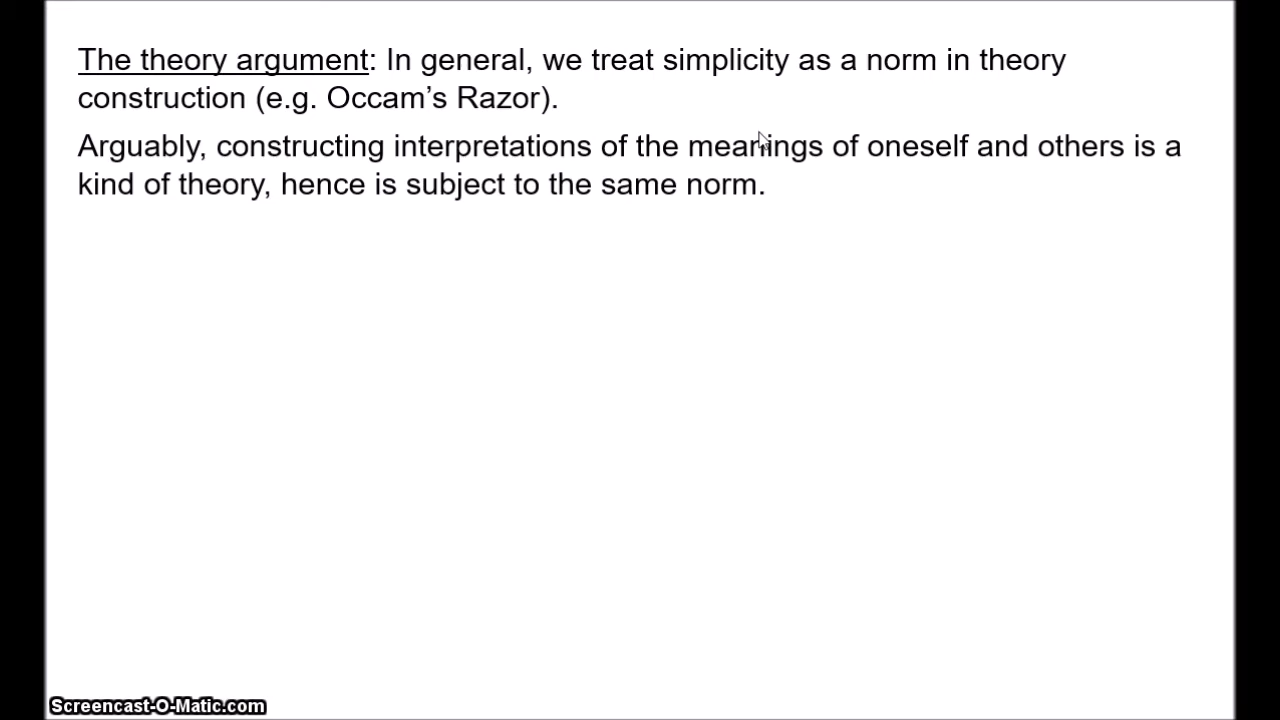 The theory argument: In general, we treat simplicity as a norm in theory
construction (e.g. Occam’s Razor).
Arguably, constructing interpretations of the meanings of oneself and others is a
kind of theory, hence is subject to the same norm.
Screencast-O-Matic.com